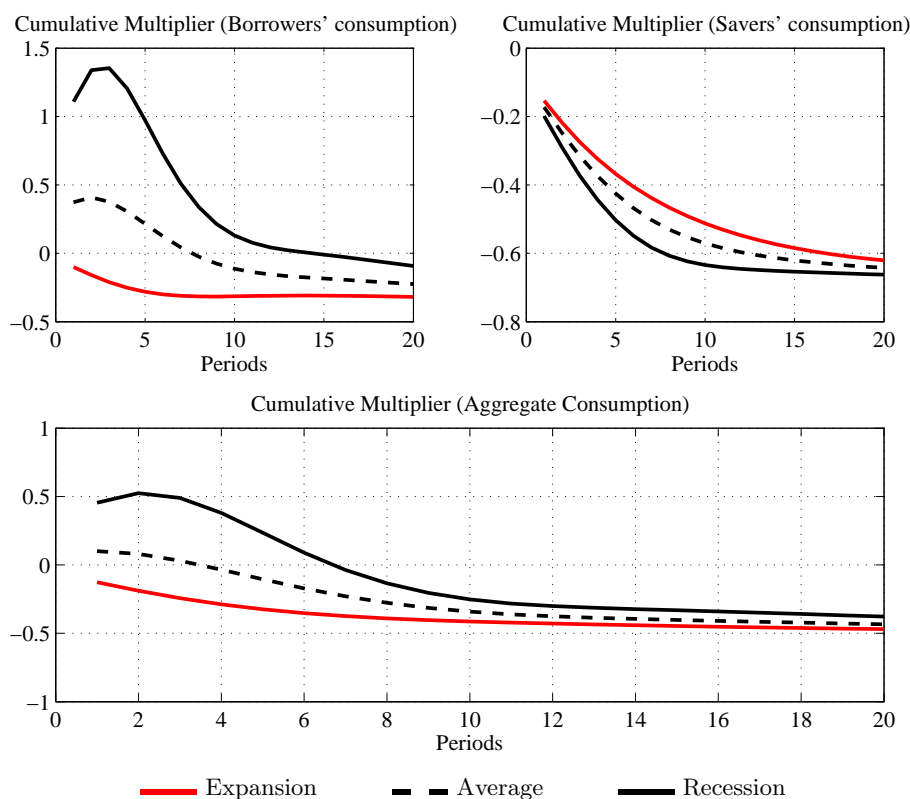 Cumulative Multiplier (Borrowers’ consumption)
1.5
1
0.5
0
−0.5
0 5 10 15 20
Periods
Cumulative Multiplier (Savers’ consumption)
0
−0.2
−0.4
−0.6
−0.8
0 5 10 15 20
Periods
Cumulative Multiplier (Aggregate Consumption)
1
0.5
0
−0.5
−1
0 2 4 6 8 10 12 14 16 18 20
Periods
Expansion Average Recession